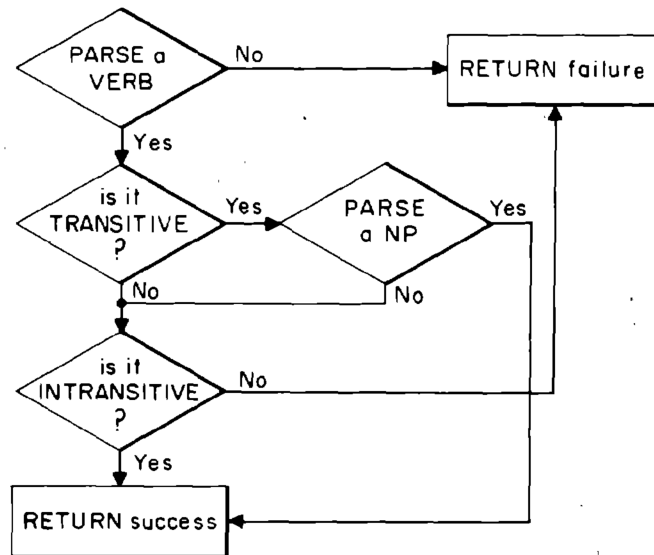 PARSE a
VERB
No
RETURN failure
Yes
is it
TRANSITIVE
?
Yes
PARSE
a NP
Yes
No
No
is it
INTRANSITIVE
?
No
Yes
RETURN success